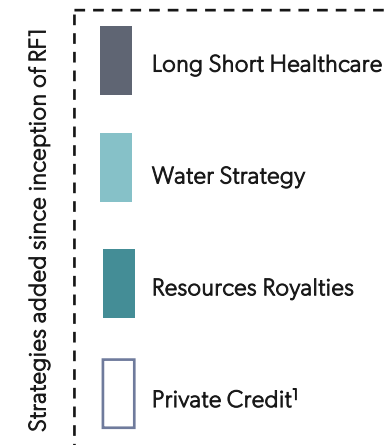 Strategies added since inception of RF1
Long Short Healthcare
Water Strategy
Resources Royalties
Private Credit¹